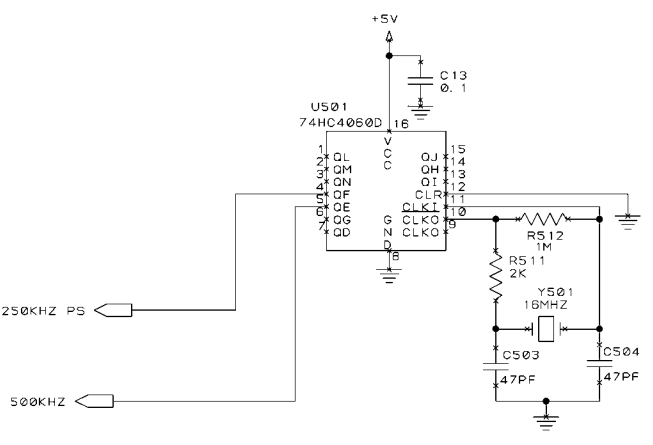 +5V
C13
0.1
U501
74HC4060D 16
V
C
C
1 QL QJ 15
2 QM QH 14
3 QN QI 13
4 QF CLR 12
5 QE CLKI 11
6 QG G CLKO 10
7 QD N CLKO 9
D
8
R512
1M
R511
2K
Y501
16MHZ
250KHZ PS
C503
47PF
C504
47PF
500KHZ